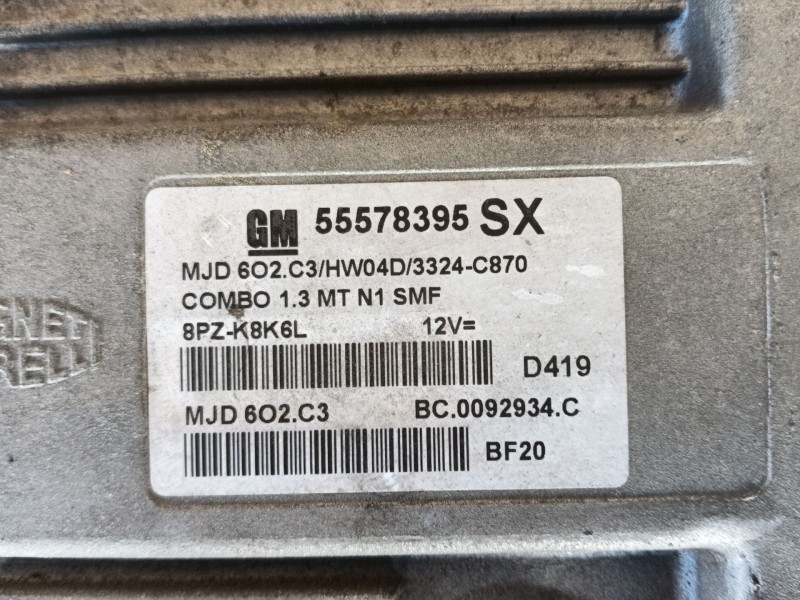 GM 55578395 SX
MJD 6O2.C3/HW04D/3324-C870
COMBO 1.3 MT N1 SMF
8PZ-K8K6L 12V=
D419
MJD 6O2.C3 BC.0092934.C
BF20